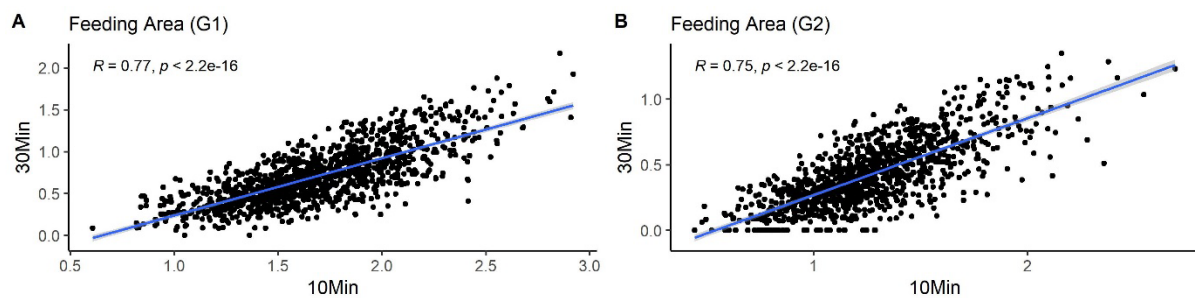 A
Feeding Area (G1)
R = 0.77, p < 2.2e-16
30Min
2.0
1.5
1.0
0.5
0.0
0.5 1.0 1.5 2.0 2.5 3.0
10Min
B
Feeding Area (G2)
R = 0.75, p < 2.2e-16
30Min
1.0
0.5
0.0
1 2
10Min